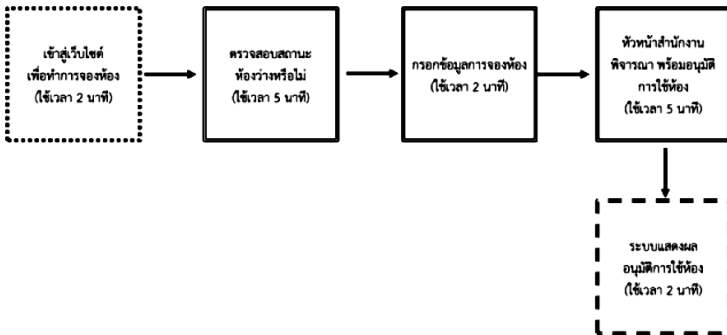 เข้าสู่เว็บไซต์
เพื่อทำการจองห้อง
(ใช้เวลา 2 นาที)
ตรวจสอบสถานะ
ห้องว่างหรือไม่
(ใช้เวลา 5 นาที)
กรอกข้อมูลการจองห้อง
(ใช้เวลา 2 นาที)
หัวหน้าสำนักงาน
พิจารณา พร้อมอนุมัติ
การใช้ห้อง
(ใช้เวลา 5 นาที)
ระบบแสดงผล
อนุมัติการใช้ห้อง
(ใช้เวลา 2 นาที)